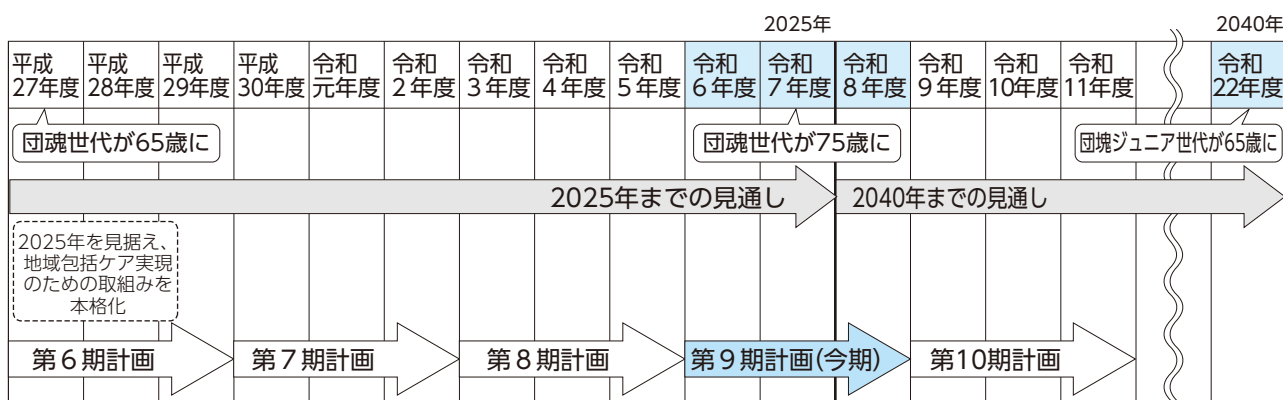 2025年
2040年
平成
27年度
平成
28年度
平成
29年度
平成
30年度
令和
元年度
令和
2年度
令和
3年度
令和
4年度
令和
5年度
令和
6年度
令和
7年度
令和
8年度
令和
9年度
令和
10年度
令和
11年度
令和
22年度
団魂世代が65歳に
団魂世代が75歳に
団塊ジュニア世代が65歳に
2025年までの見通し
2040年までの見通し
2025年を見据え、
地域包括ケア実現
のための取組みを
本格化
第6期計画
第7期計画
第8期計画
第9期計画(今期)
第10期計画